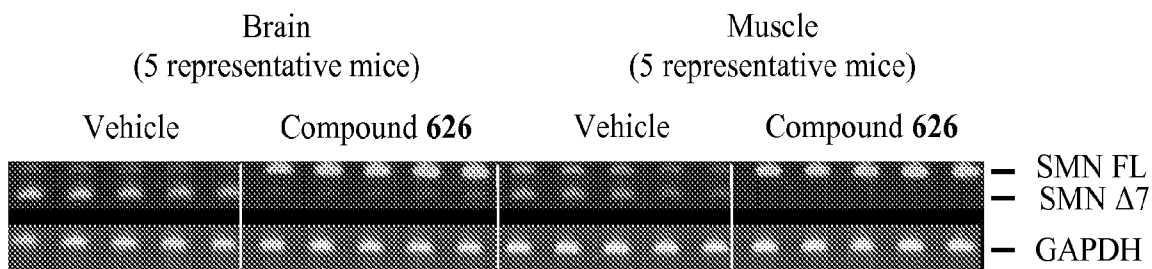 Brain
(5 representative mice)
Muscle
(5 representative mice)
Vehicle
Compound 626
Vehicle
Compound 626
SMN FL
SMN Δ7
GAPDH